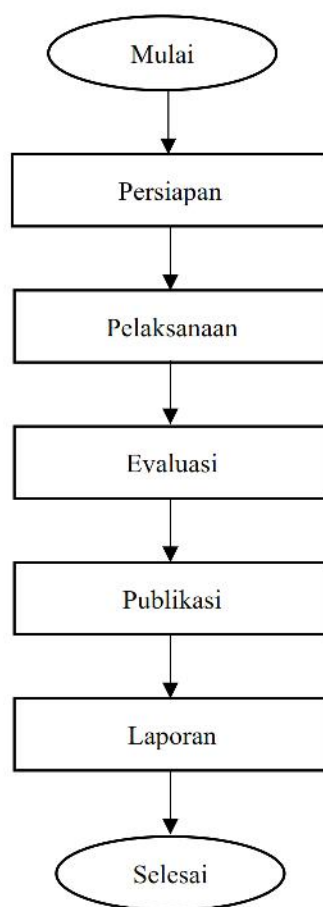 Mulai
Persiapan
Pelaksanaan
Evaluasi
Publikasi
Laporan
Selesai